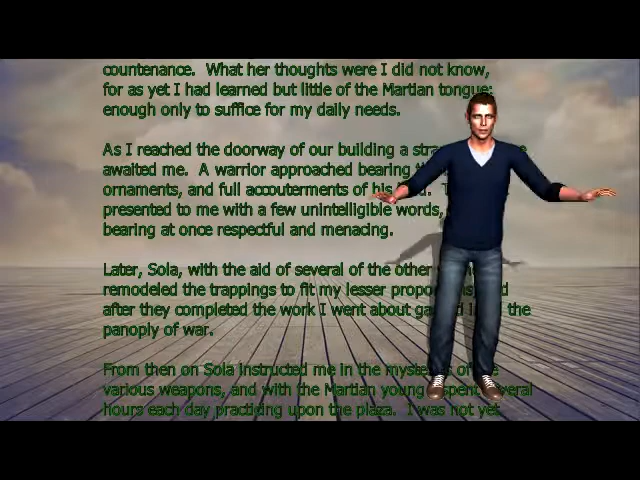 countenance. What her thoughts were I did not know,
for as yet I had learned but little of the Martian tongue;
enough only to suffice for my daily needs.
As I reached the doorway of our building a
awaited me. A warrior approached bearing
ornaments, and full accouterments of his
presented to me with a few unintelligible words,
bearing at once respectful and menacing.
Later, Sola, with the aid of several of the other
remodeled the trappings to fit my lesser
after they completed the work I went about the
panoply of war.
From then on Sola instructed me in the of
various weapons, and with the Martian young
hours each day practicing upon the plaza. I was not yet